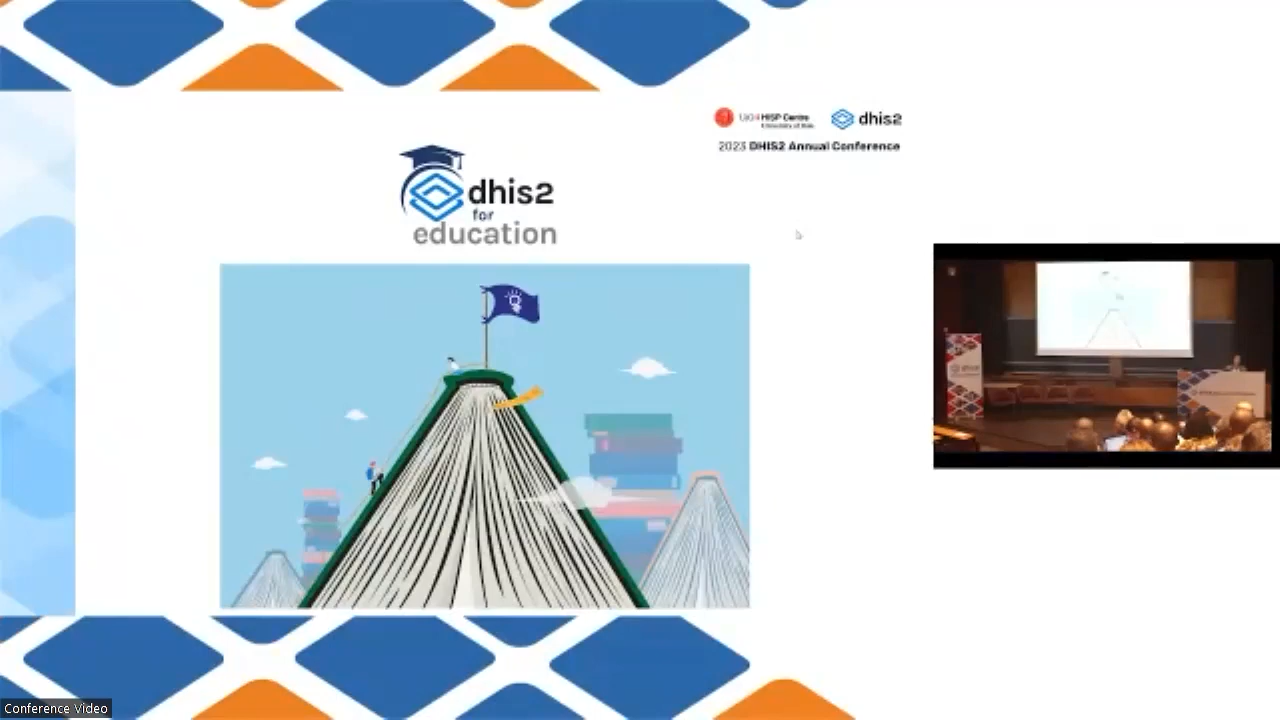 UiO HISP Centre
University of Oslo
dhis2
2023 DHIS2 Annual Conference
dhis2
for
education
Conference Video